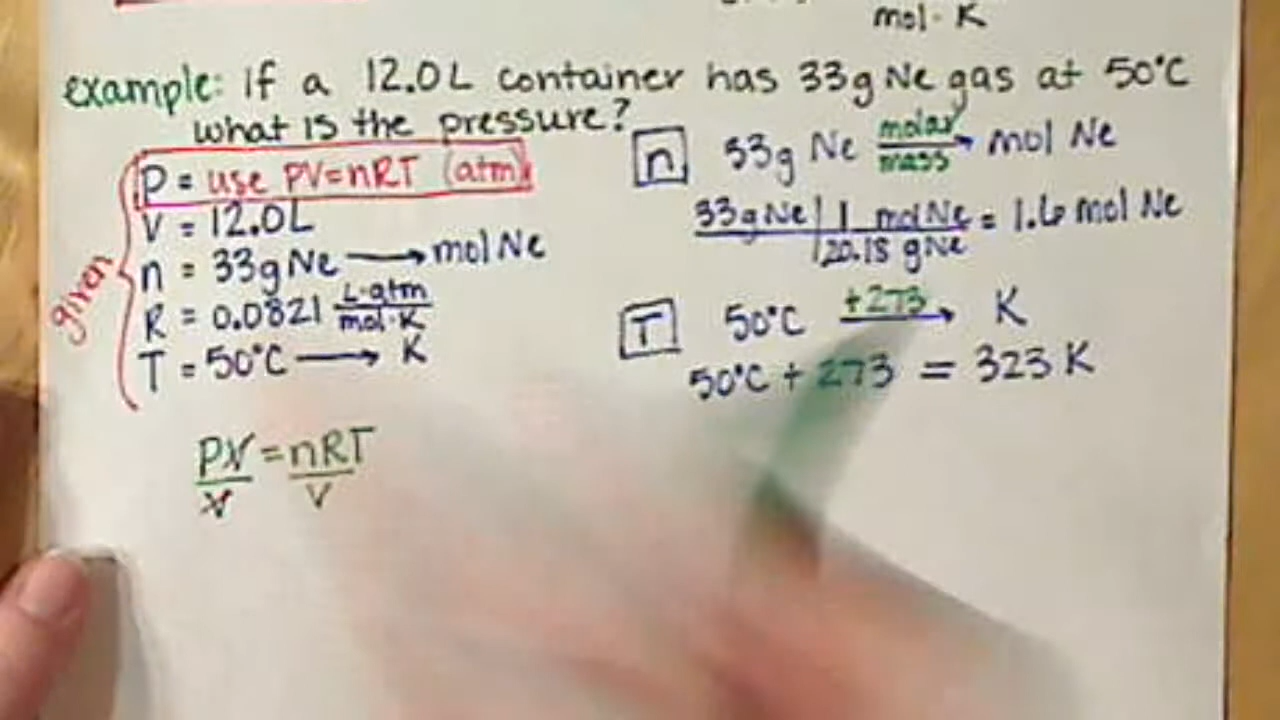 mol · K
example: if a 12.0L container has 33g Ne gas at 50°C
what is the pressure?
P = use PV=nRT (atm)
V = 12.0L
n = 33g Ne → mol Ne
R = 0.0821 L·atm / mol·K
T = 50°C → K
given
n 33g Ne molar mass → mol Ne
33g Ne | 1 mol Ne / 20.18 g Ne = 1.6 mol Ne
T 50°C +273 → K
50°C + 273 = 323 K
PV = nRT
V V